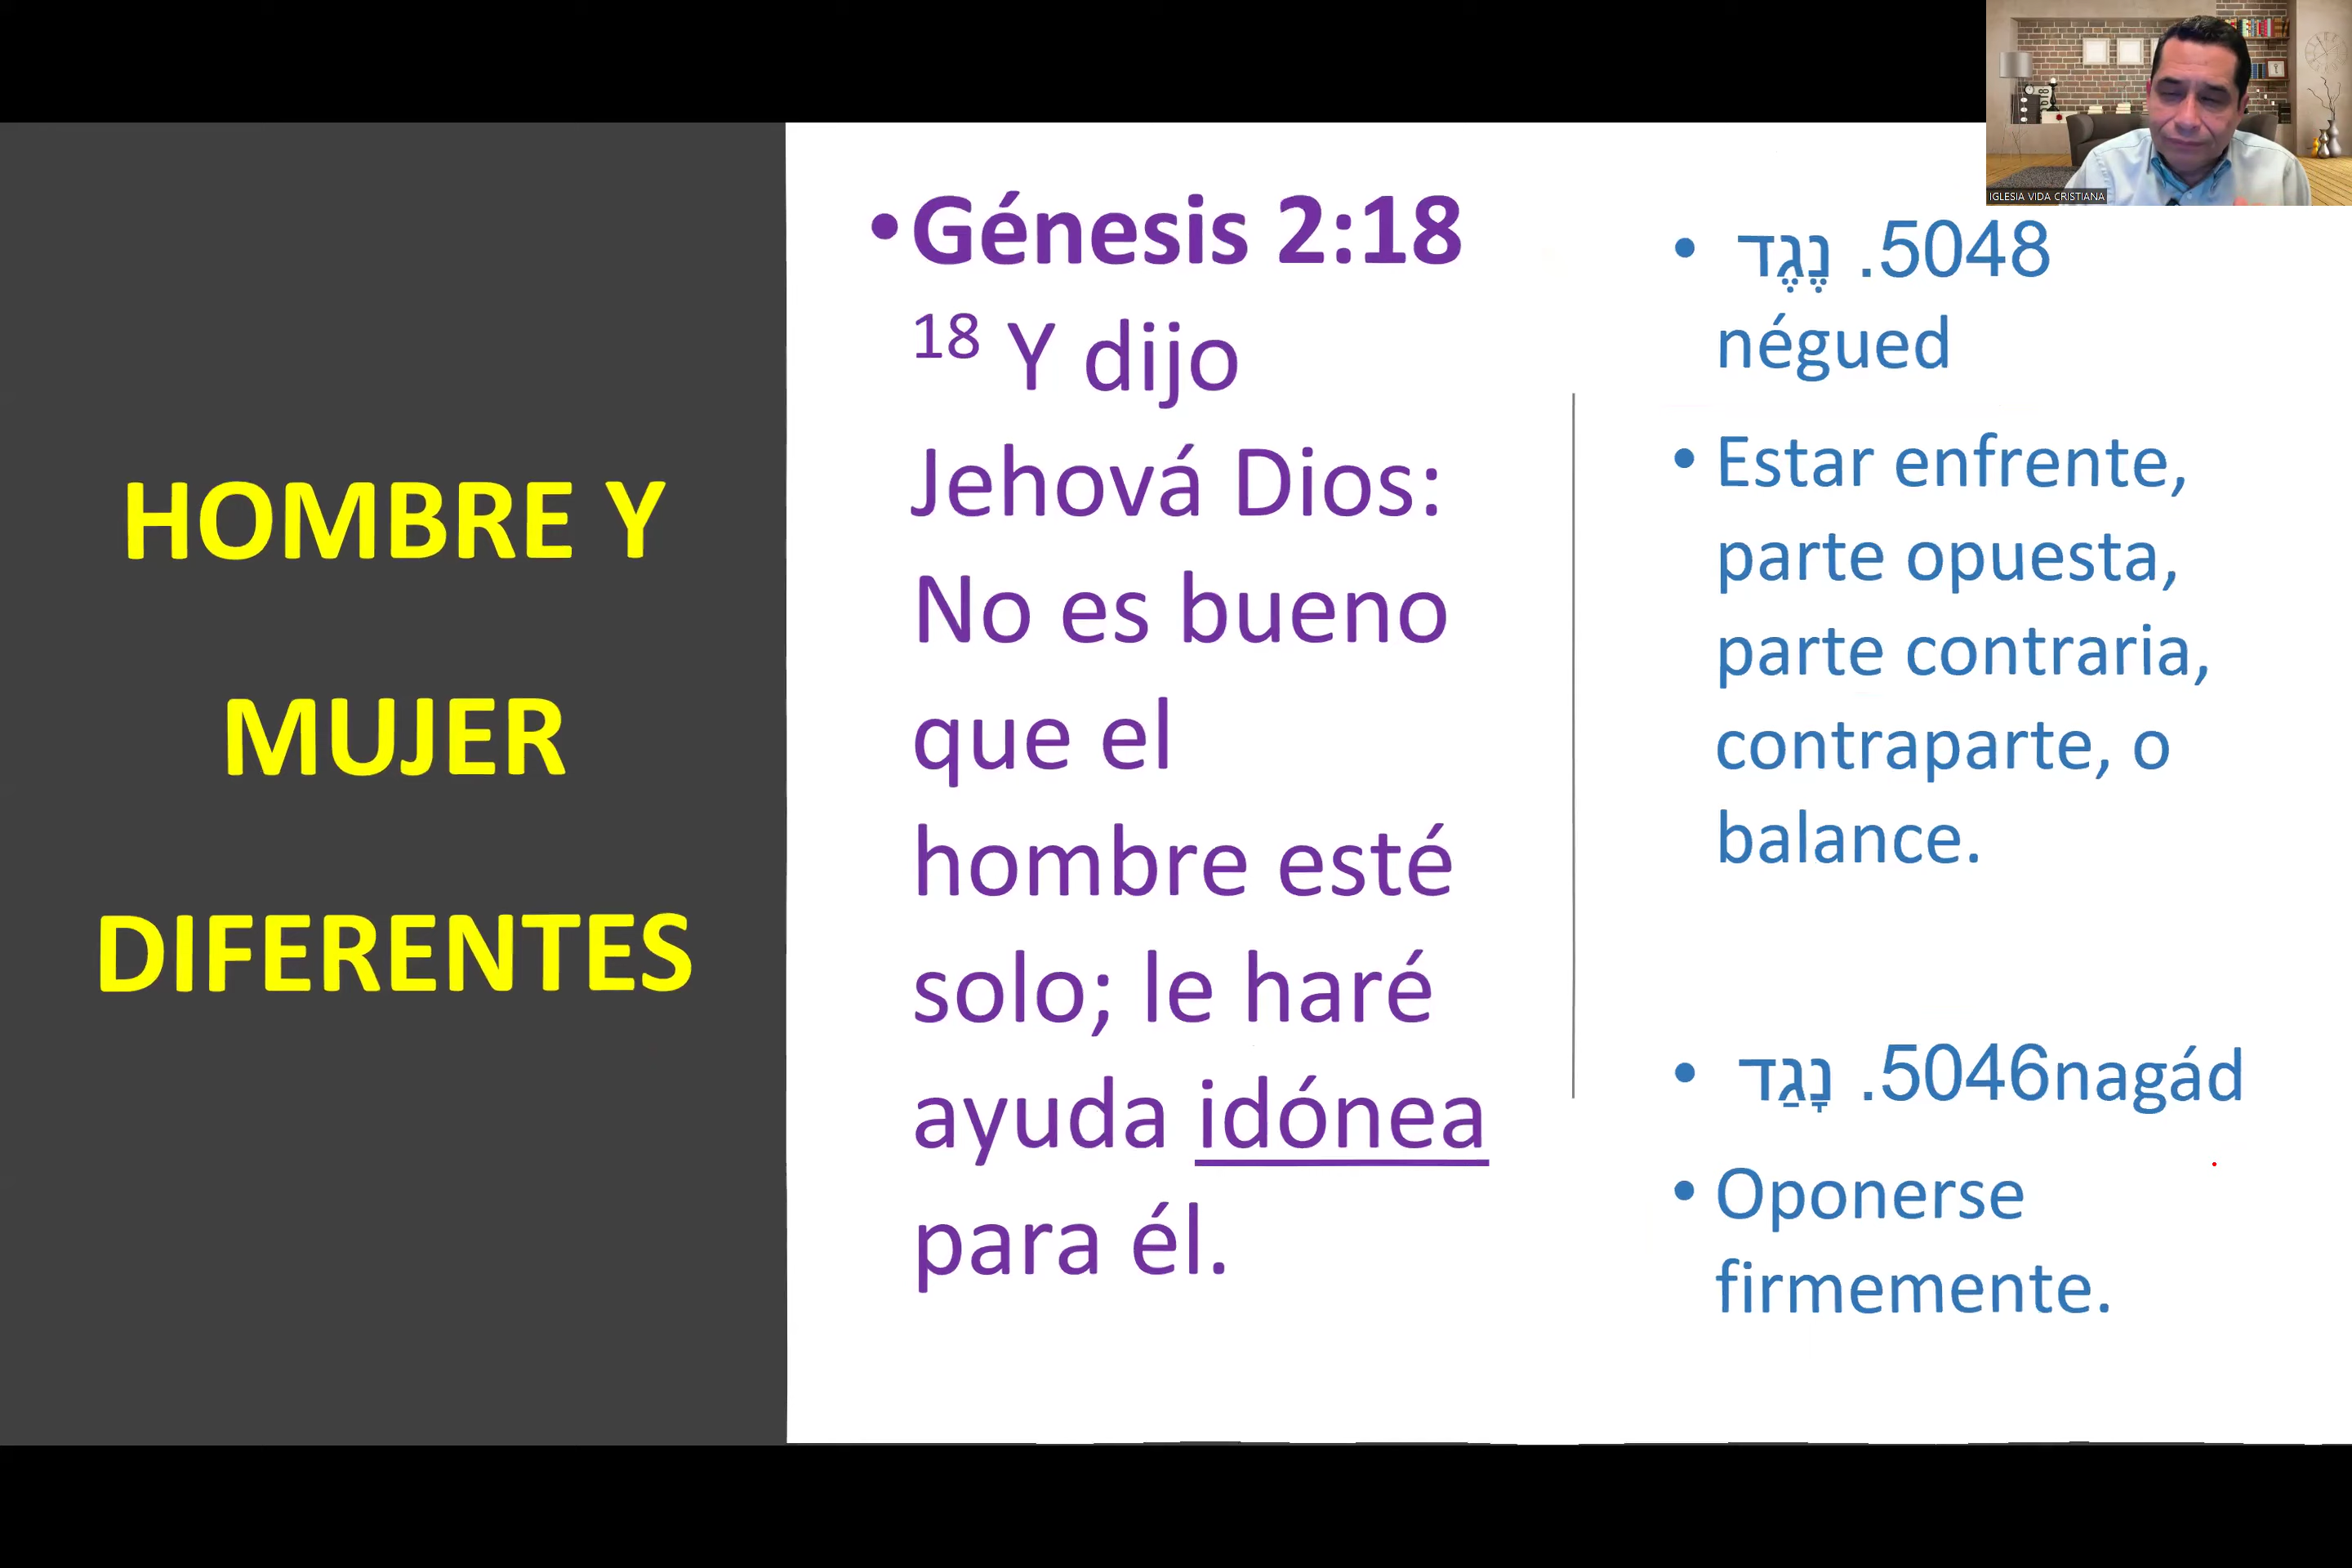 IGLESIA VIDA CRISTIANA
HOMBRE Y
MUJER
DIFERENTES
•Génesis 2:18
18 Y dijo
Jehová Dios:
No es bueno
que el
hombre esté
solo; le haré
ayuda idónea
para él.
• נֶגֶד .5048
négued
• Estar enfrente,
parte opuesta,
parte contraria,
contraparte, o
balance.
• נָגַד .5046nagád
• Oponerse
firmemente.